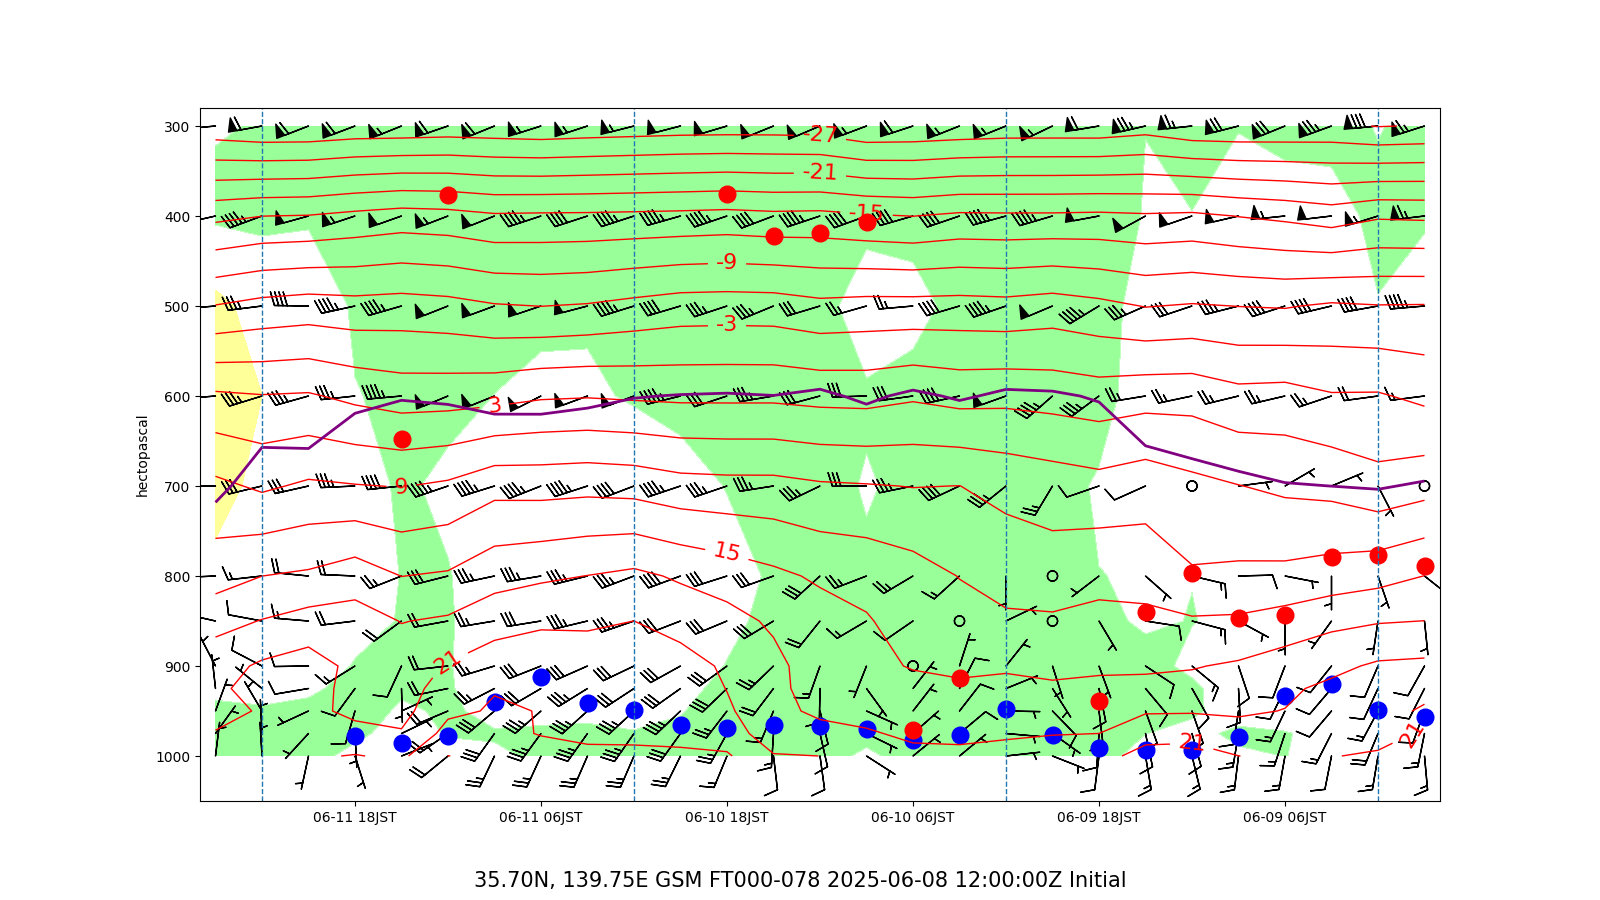 300
400
500
600
700
800
900
1000
hectopascal
-27
-21
-15
-9
-3
3
9
15
21
21
21
06-11 18JST
06-11 06JST
06-10 18JST
06-10 06JST
06-09 18JST
06-09 06JST
35.70N, 139.75E GSM FT000-078 2025-06-08 12:00:00Z Initial